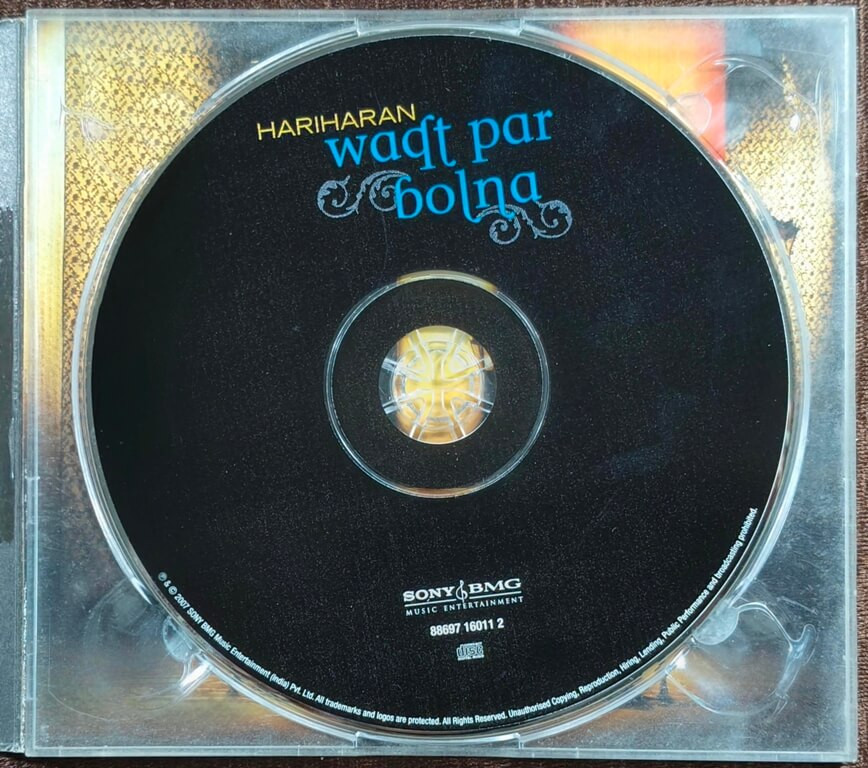 HARIHARAN
waqt par
bolna
SONY BMG
MUSIC ENTERTAINMENT
88697 16011 2
disc
℗ & © 2007 SONY BMG Music Entertainment (India) Pvt. Ltd. All trademarks and logos are protected. All Rights Reserved. Unauthorised Copying, Reproduction, Hiring, Lending, Public Performance and broadcasting prohibited.